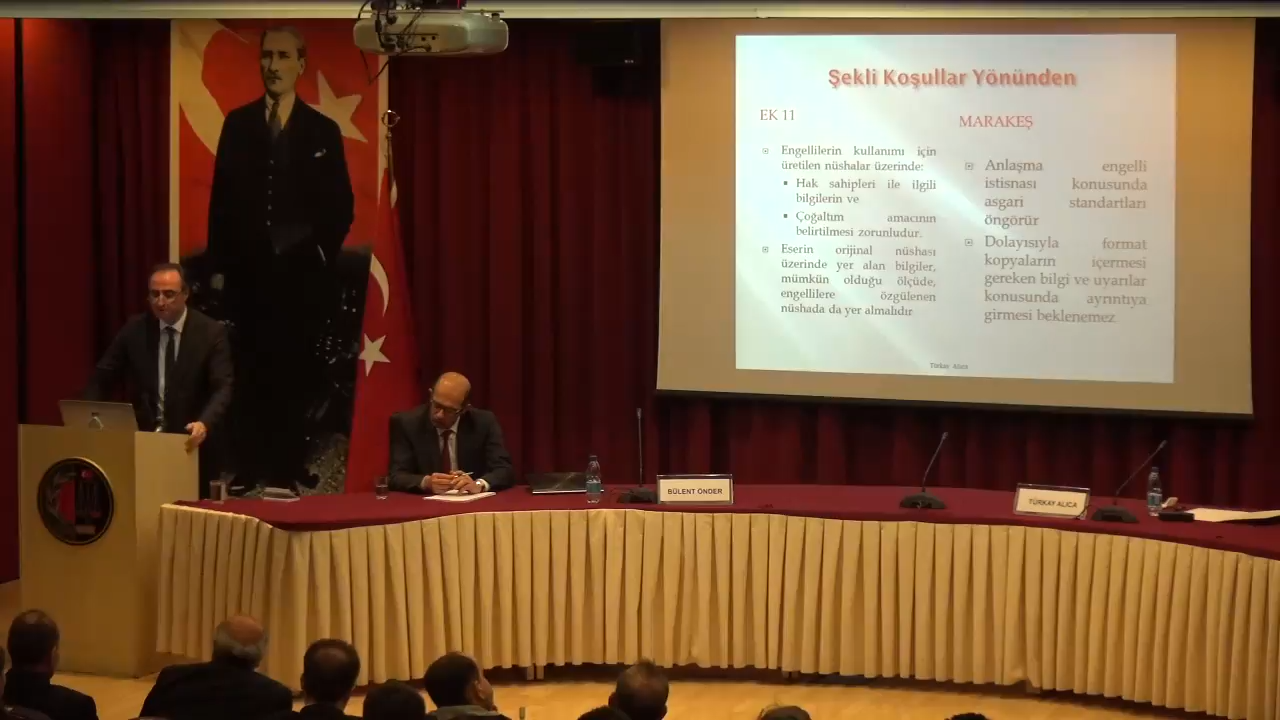 Şekli Koşullar Yönünden
EK 11
Engellilerin kullanımı için
üretilen nüshalar üzerinde:
Hak sahipleri ile ilgili
bilgilerin ve
Çoğaltım amacının
belirtilmesi zorunludur.
Eserin orijinal nüshası
üzerinde yer alan bilgiler,
mümkün olduğu ölçüde,
engellilere özgülenen
nüshada da yer almalıdır
MARAKEŞ
Anlaşma engelli
istisnası konusunda
asgari standartları
öngörür
Dolayısıyla format
kopyaların içermesi
gereken bilgi ve uyarılar
konusunda ayrıntıya
girmesi beklenemez
Türkay Alıca
BÜLENT ÖNDER
TÜRKAY ALICA